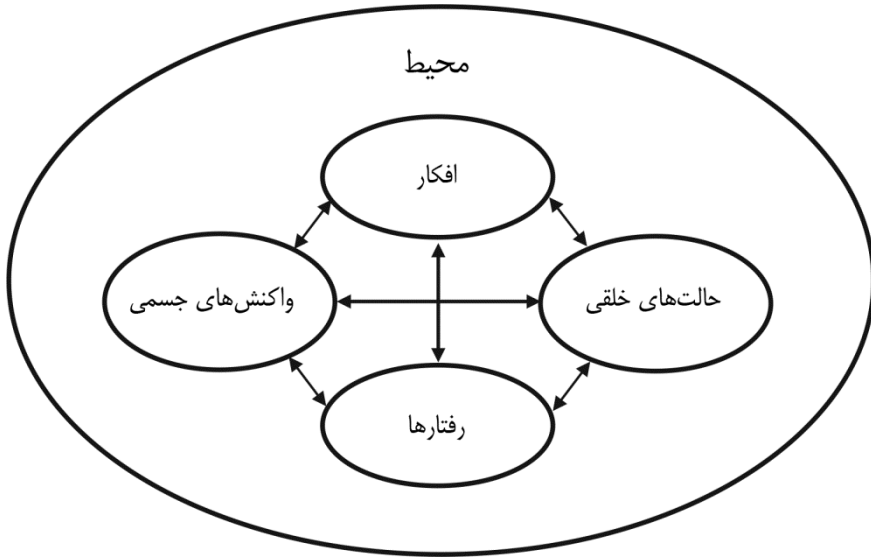 محیط
افکار
حالت‌های خلقی
واکنش‌های جسمی
رفتارها